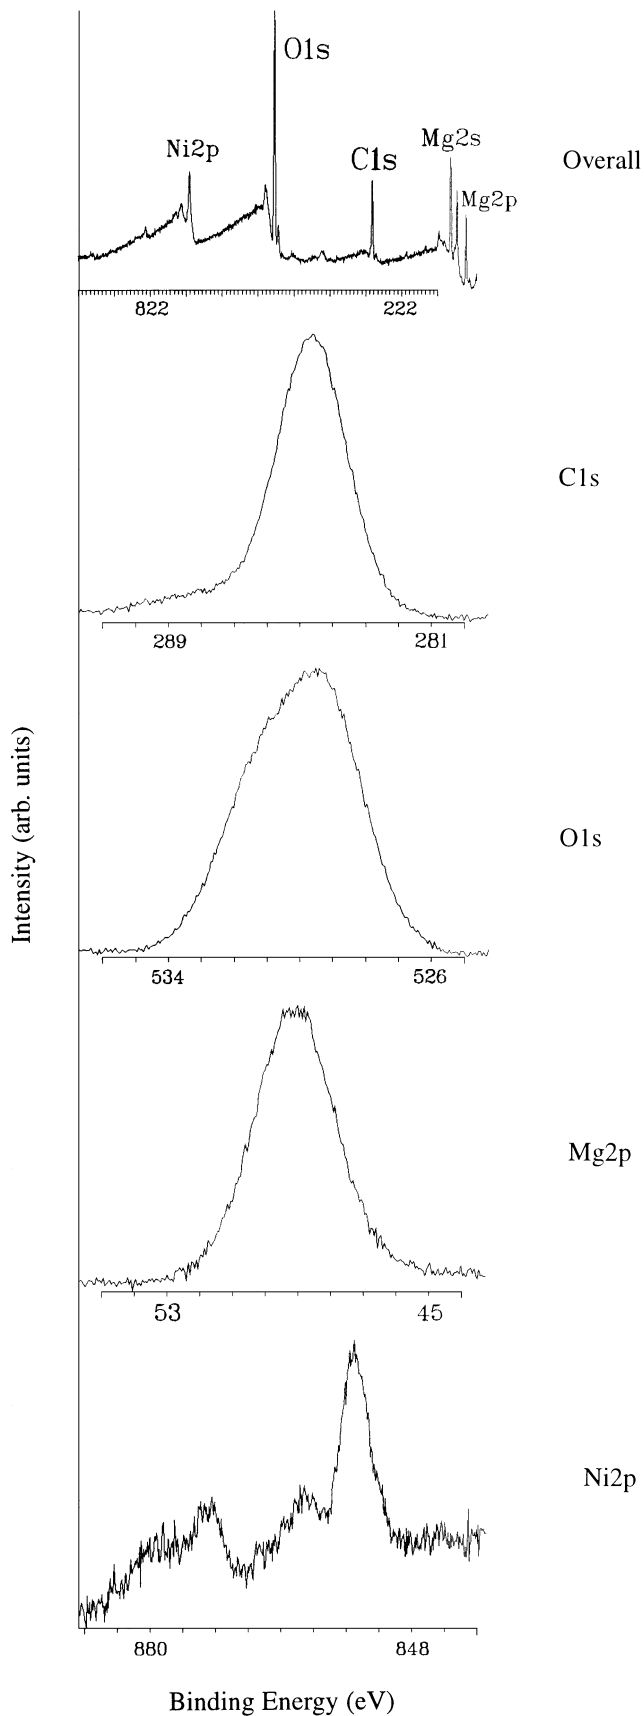 O1s
Ni2p
C1s
Mg2s
Overall
Mg2p
822 222
C1s
289 281
O1s
534 526
Intensity (arb. units)
Mg2p
53 45
Ni2p
880 848
Binding Energy (eV)